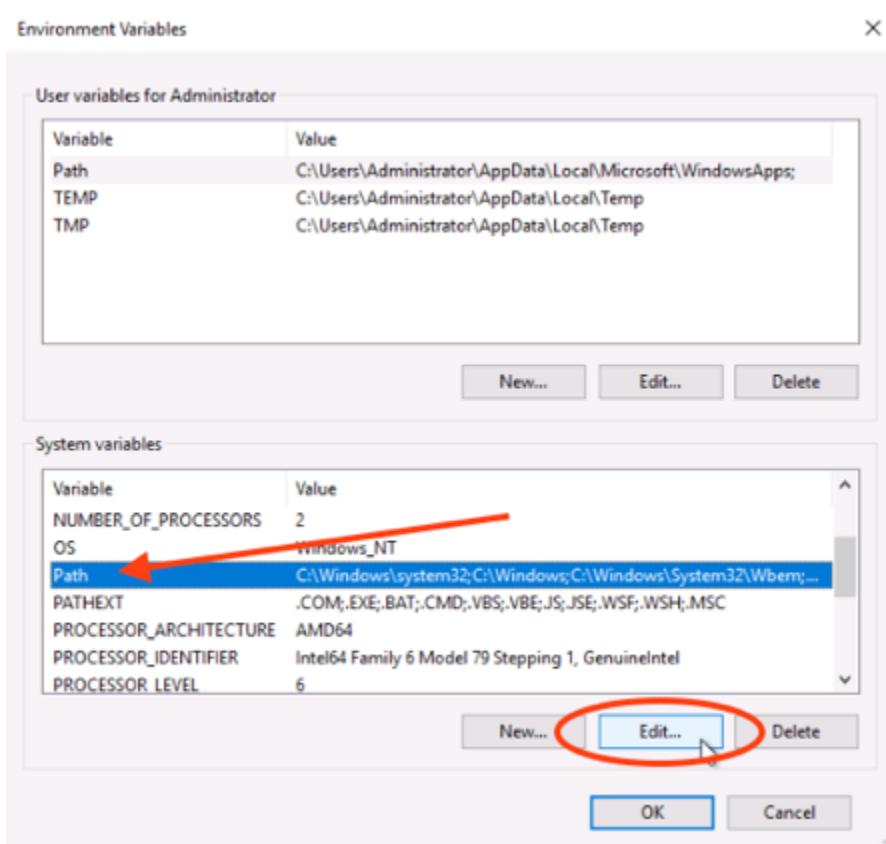 Environment Variables
User variables for Administrator
Variable Value
Path C:\Users\Administrator\AppData\Local\Microsoft\WindowsApps;
TEMP C:\Users\Administrator\AppData\Local\Temp
TMP C:\Users\Administrator\AppData\Local\Temp
New... Edit... Delete
System variables
Variable Value
NUMBER_OF_PROCESSORS 2
OS Windows_NT
Path C:\Windows\system32;C:\Windows;C:\Windows\System32\Wbem;...
PATHEXT .COM;.EXE;.BAT;.CMD;.VBS;.VBE;.JS;.JSE;.WSF;.WSH;.MSC
PROCESSOR_ARCHITECTURE AMD64
PROCESSOR_IDENTIFIER Intel64 Family 6 Model 79 Stepping 1, GenuineIntel
PROCESSOR_LEVEL 6
New... Edit... Delete
OK Cancel